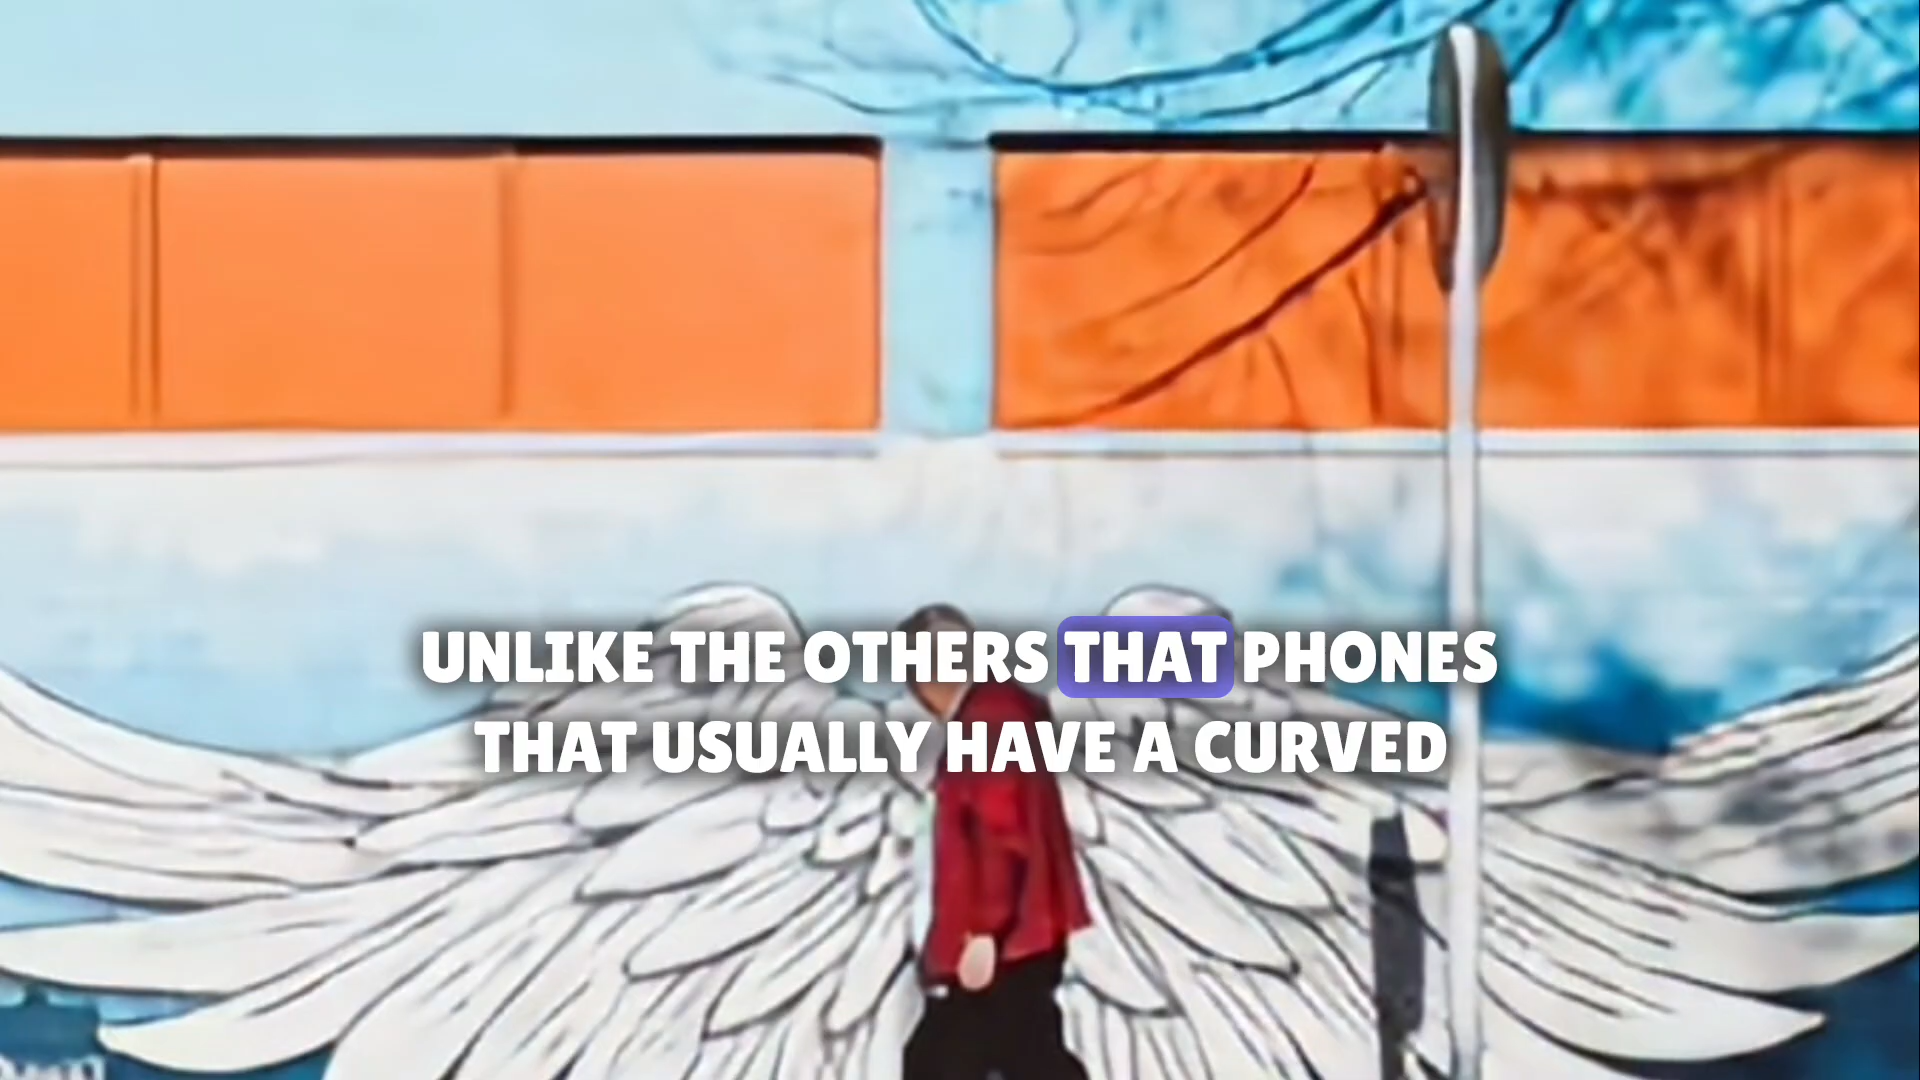 UNLIKE THE OTHERS THAT PHONES
THAT USUALLY HAVE A CURVED